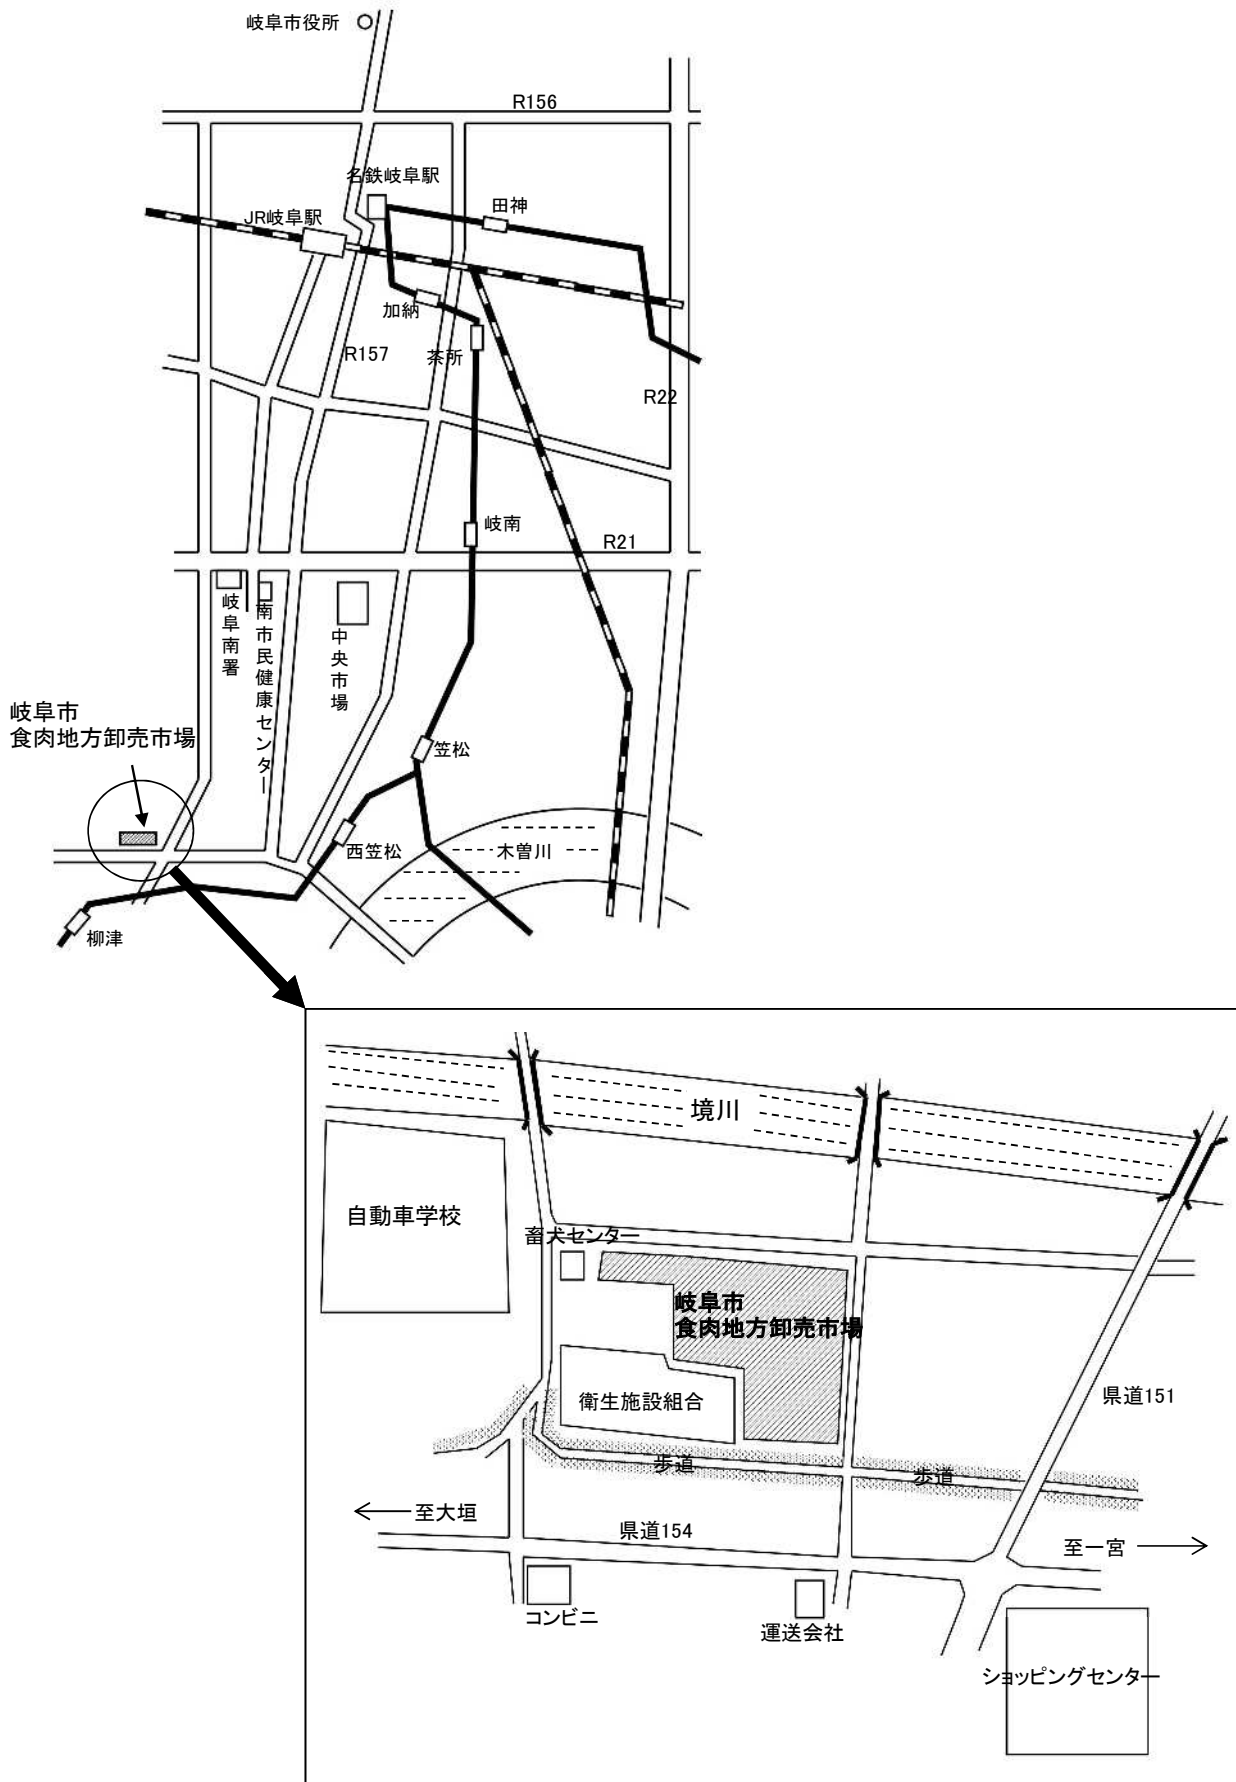 岐阜市役所
R156
名鉄岐阜駅
田神
JR岐阜駅
加納
R157
茶所
R22
岐南
R21
岐阜南署
南市民健康センター
中央市場
岐阜市
食肉地方卸売市場
笠松
西笠松
木曽川
柳津
境川
自動車学校
畜犬センター
岐阜市
食肉地方卸売市場
衛生施設組合
県道151
歩道
歩道
至大垣
県道154
至一宮
コンビニ
運送会社
ショッピングセンター